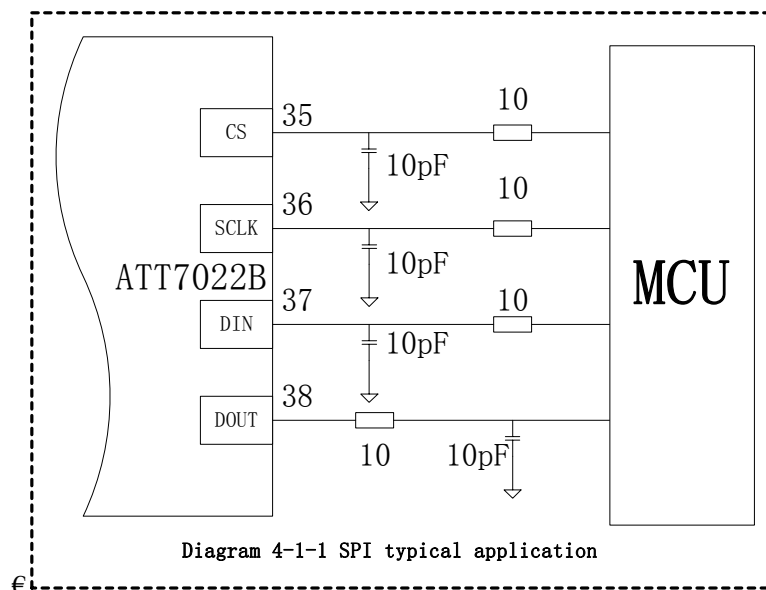 35
10
CS
10pF
36
10
SCLK
10pF
ATT7022B
37
10
MCU
DIN
10pF
38
DOUT
10
10pF
Diagram 4-1-1 SPI typical application
€